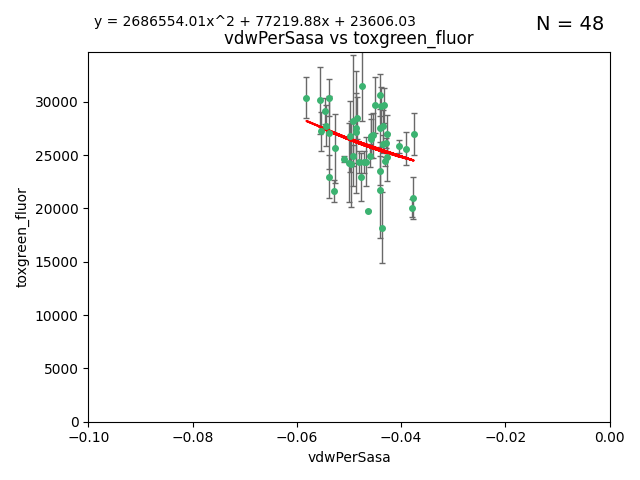 y = 2686554.01x^2 + 77219.88x + 23606.03
N = 48
vdwPerSasa vs toxgreen_fluor
toxgreen_fluor
30000
25000
20000
15000
10000
5000
0
−0.10
−0.08
−0.06
−0.04
−0.02
0.00
vdwPerSasa